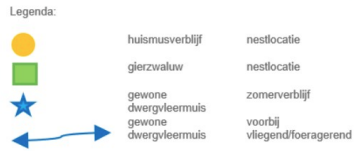 Legenda:
huismusverblijf nestlocatie
gierzwaluw nestlocatie
gewone zomerverblijf
dwergvleermuis
gewone voorbij
dwergvleermuis vliegend/foeragerend